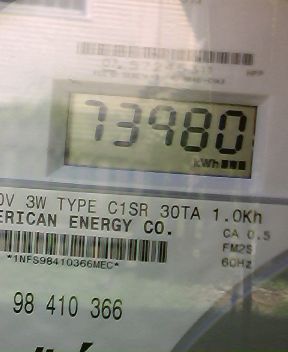 73980
kWh
0V 3W TYPE C1SR 30TA 1.0Kh
ERICAN ENERGY CO.
CA 0.5
*1NFS98410366MEC*
FM2S
60Hz
98 410 366